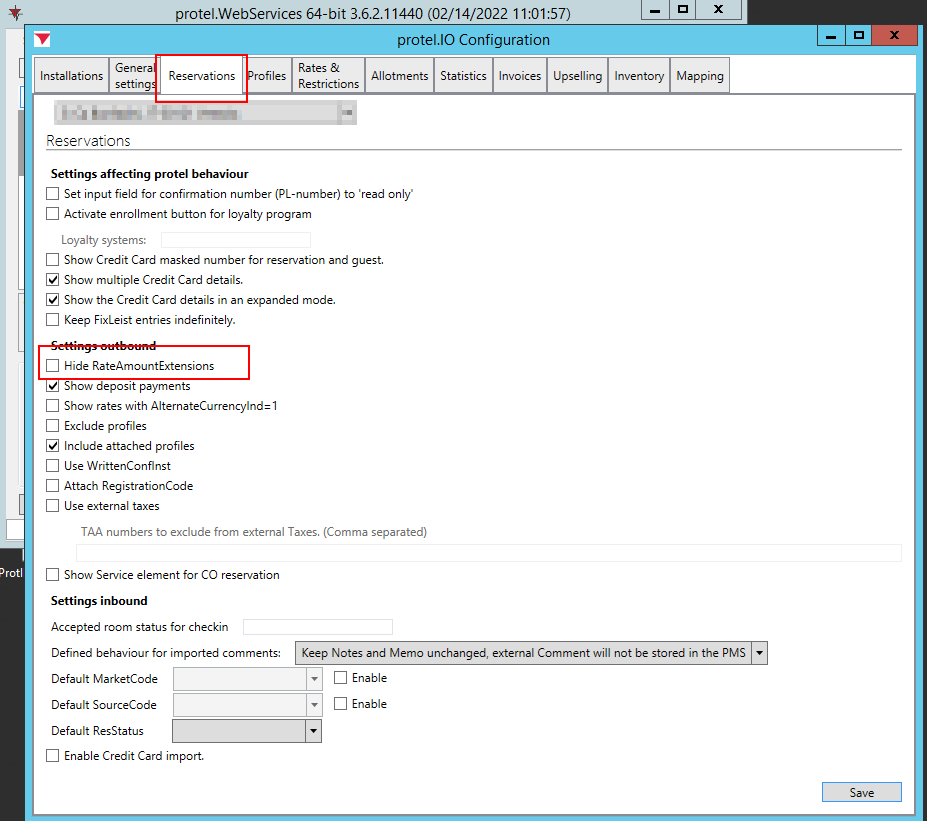 protel.WebServices 64-bit 3.6.2.11440 (02/14/2022 11:01:57)
protel.IO Configuration
Installations
General settings
Reservations
Profiles
Rates & Restrictions
Allotments
Statistics
Invoices
Upselling
Inventory
Mapping
Reservations
Settings affecting protel behaviour
Set input field for confirmation number (PL-number) to 'read only'
Activate enrollment button for loyalty program
Loyalty systems:
Show Credit Card masked number for reservation and guest.
Show multiple Credit Card details.
Show the Credit Card details in an expanded mode.
Keep FixLeist entries indefinitely.
Settings outbound
Hide RateAmountExtensions
Show deposit payments
Show rates with AlternateCurrencyInd=1
Exclude profiles
Include attached profiles
Use WrittenConfInst
Attach RegistrationCode
Use external taxes
TAA numbers to exclude from external Taxes. (Comma separated)
Protl
Show Service element for CO reservation
Settings inbound
Accepted room status for checkin
Defined behaviour for imported comments: Keep Notes and Memo unchanged, external Comment will not be stored in the PMS
Default MarketCode Enable
Default SourceCode Enable
Default ResStatus
Enable Credit Card import.
Save